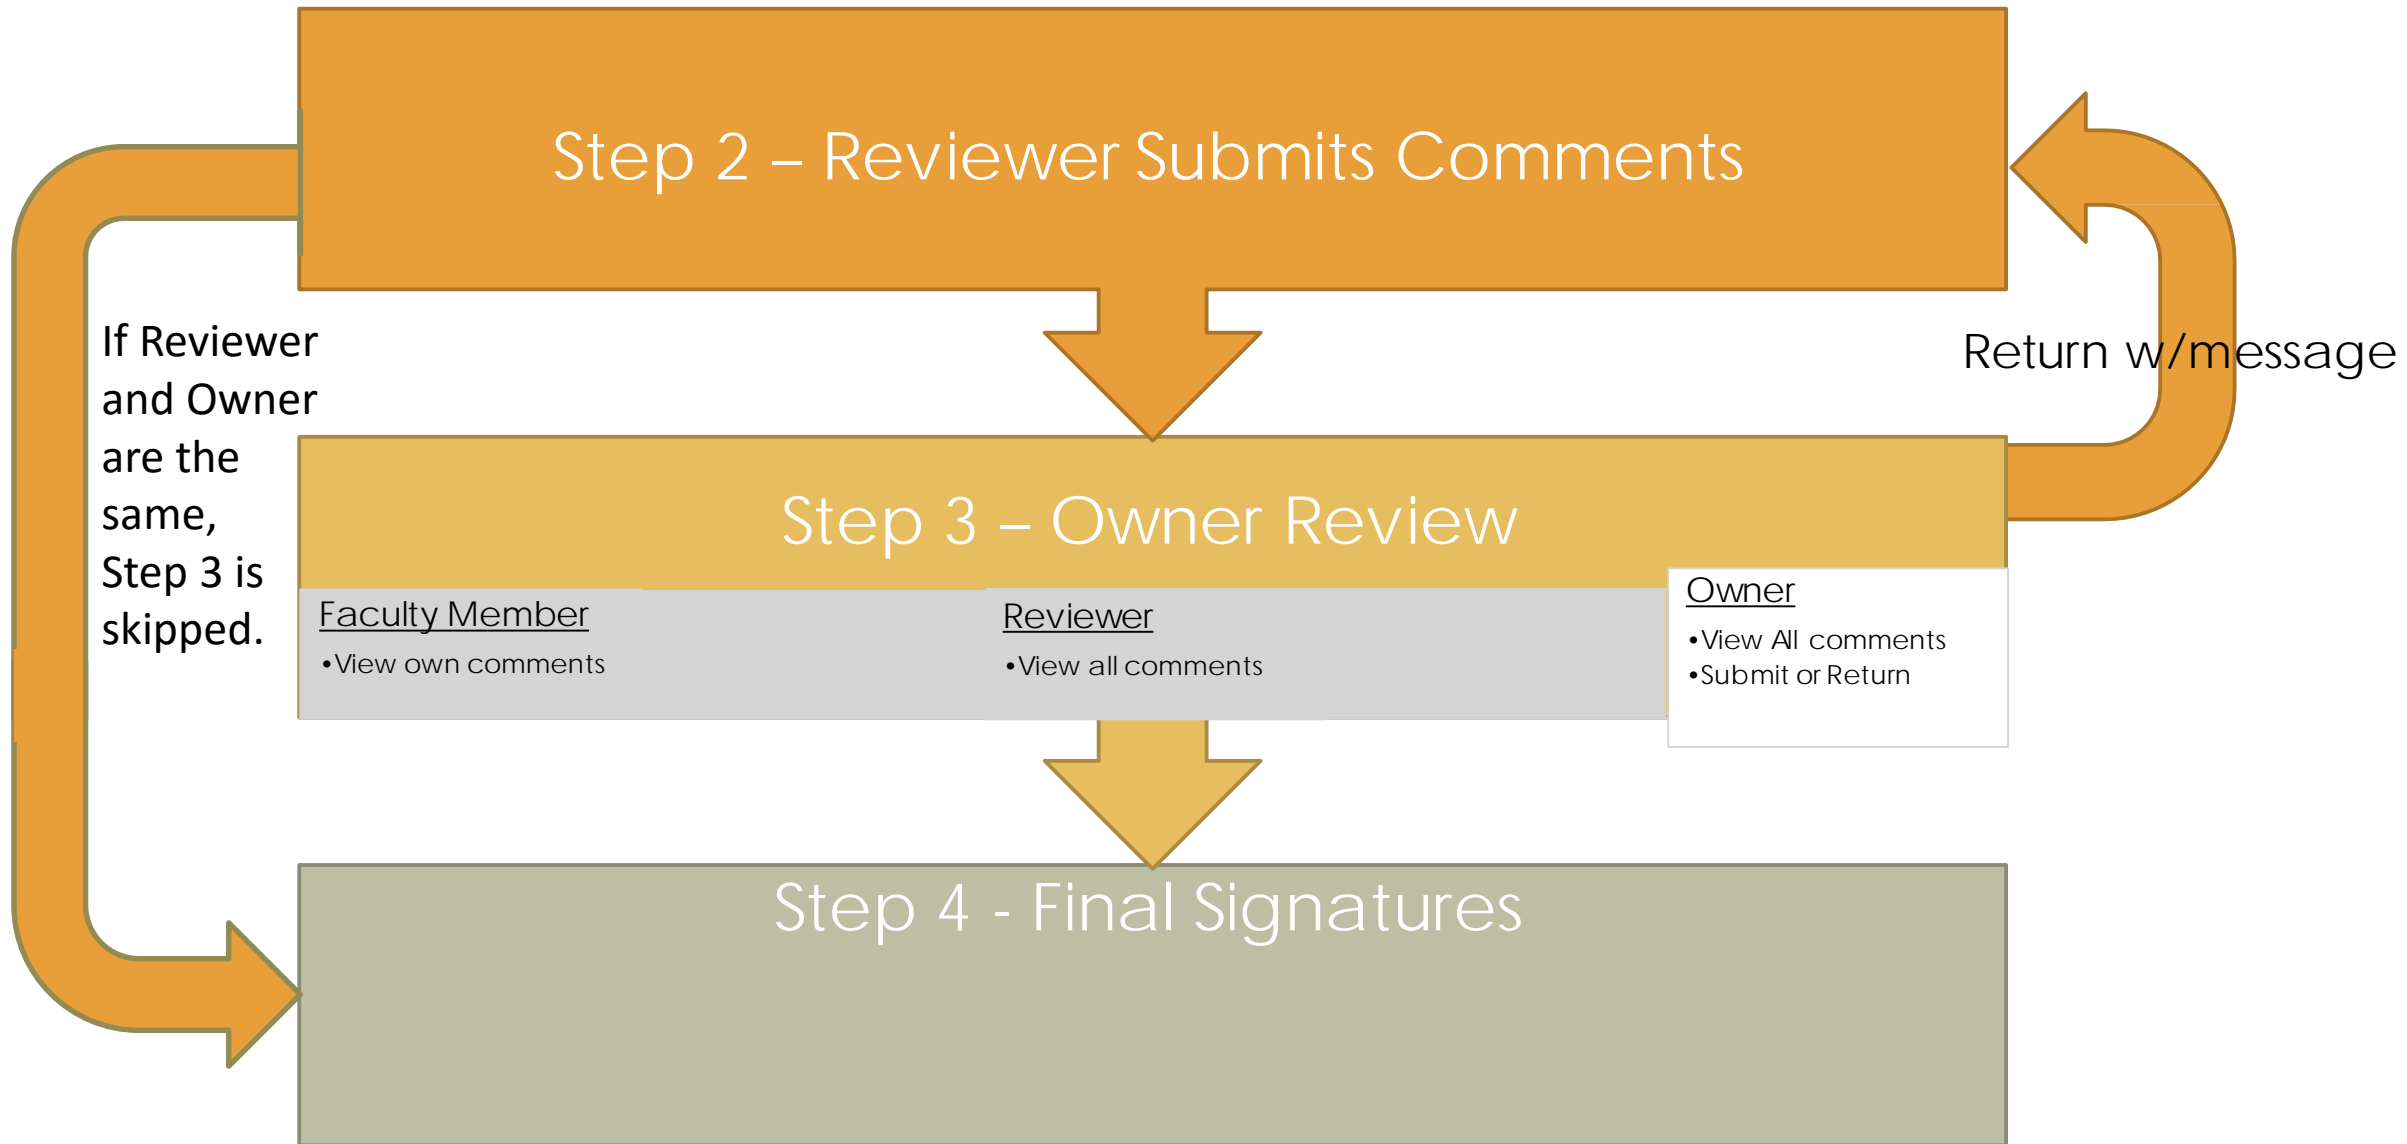 Step 2 – Reviewer Submits Comments
If Reviewer
and Owner
are the
same,
Step 3 is
skipped.
Return w/message
Step 3 – Owner Review
Faculty Member
•View own comments
Reviewer
•View all comments
Owner
•View All comments
•Submit or Return
Step 4 - Final Signatures